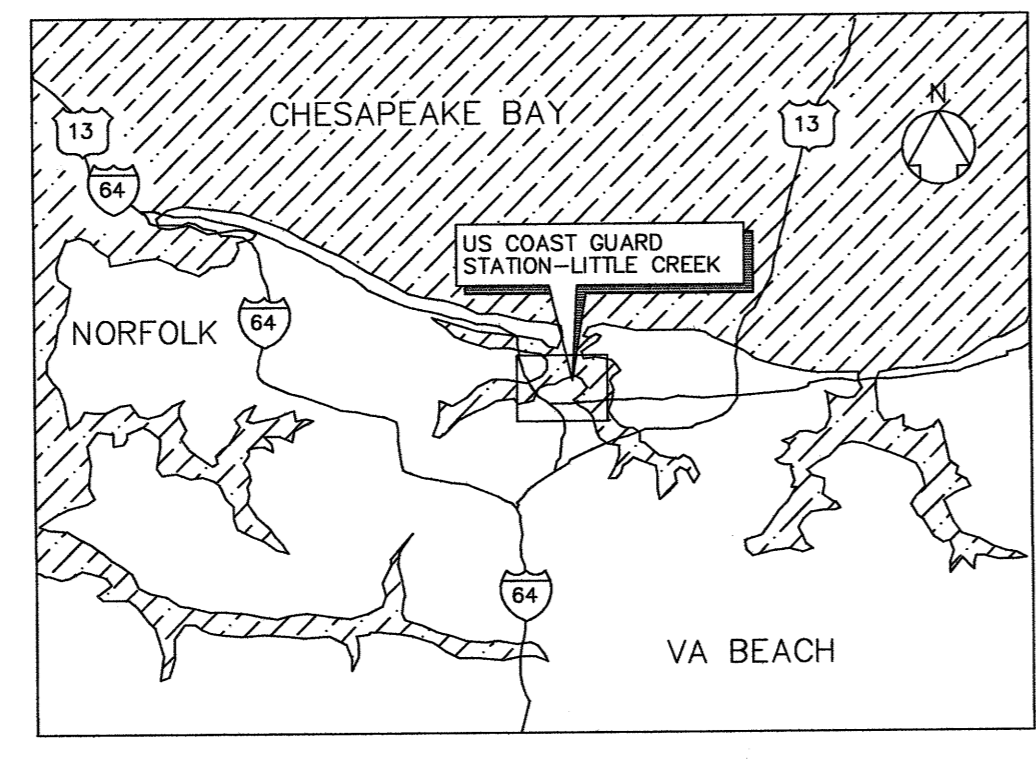 CHESAPEAKE BAY
N
13
13
64
US COAST GUARD
STATION-LITTLE CREEK
NORFOLK
64
64
VA BEACH